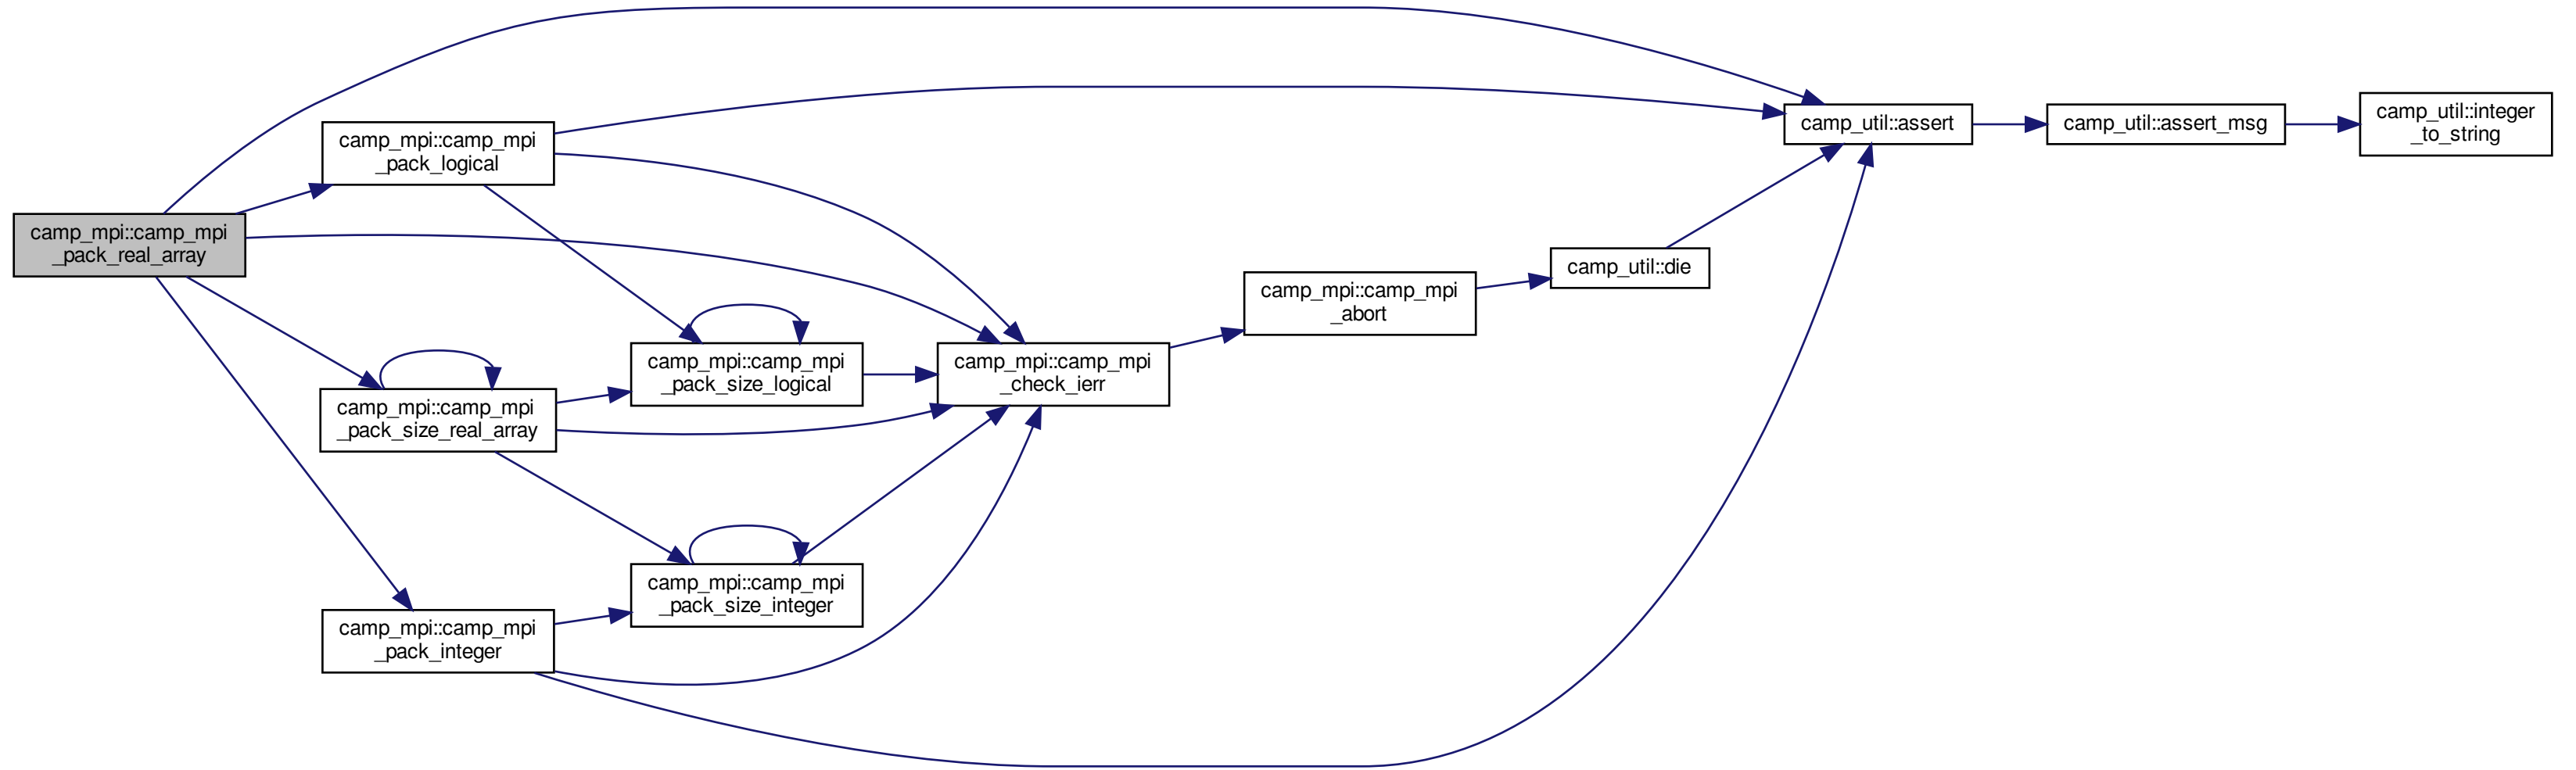 camp_mpi::camp_mpi
_pack_real_array
camp_mpi::camp_mpi
_pack_logical
camp_mpi::camp_mpi
_pack_size_real_array
camp_mpi::camp_mpi
_pack_integer
camp_mpi::camp_mpi
_pack_size_logical
camp_mpi::camp_mpi
_pack_size_integer
camp_mpi::camp_mpi
_check_ierr
camp_mpi::camp_mpi
_abort
camp_util::die
camp_util::assert
camp_util::assert_msg
camp_util::integer
_to_string